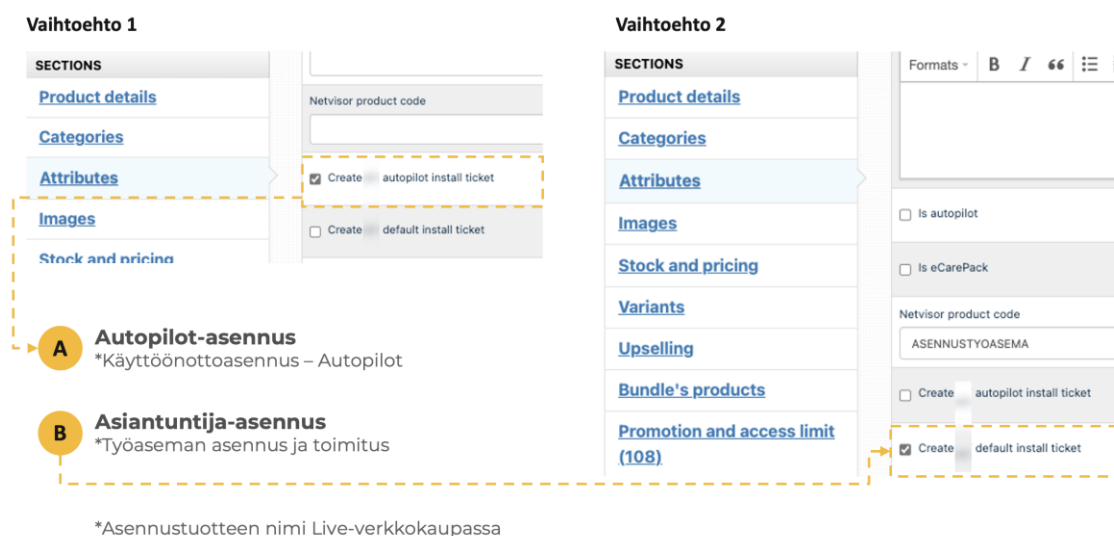 Vaihtoehto 1
SECTIONS
Product details
Categories
Attributes
Images
Stock and pricing
Netvisor product code
Create autopilot install ticket
Create default install ticket
Vaihtoehto 2
SECTIONS
Product details
Categories
Attributes
Images
Stock and pricing
Variants
Upselling
Bundle's products
Promotion and access limit
(108)
Formats B I
Is autopilot
Is eCarePack
Netvisor product code
ASENNUSTYOASEMA
Create autopilot install ticket
Create default install ticket
A
Autopilot-asennus
*Käyttöönottoasennus – Autopilot
B
Asiantuntija-asennus
*Työaseman asennus ja toimitus
*Asennustuotteen nimi Live-verkkokaupassa